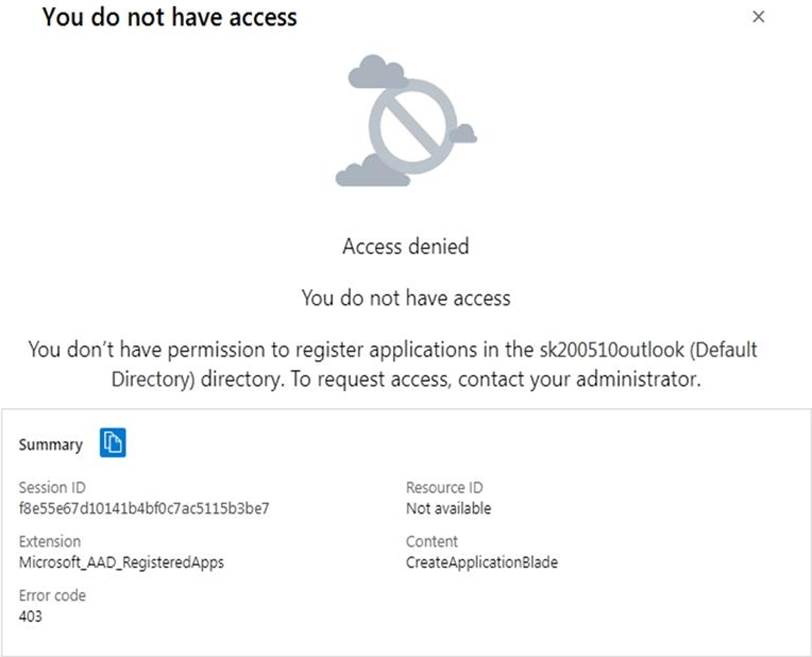 You do not have access
Access denied
You do not have access
You don't have permission to register applications in the sk200510outlook (Default
Directory) directory. To request access, contact your administrator.
Summary
Session ID
f8e55e67d10141b4bf0c7ac5115b3be7
Resource ID
Not available
Extension
Microsoft_AAD_RegisteredApps
Content
CreateApplicationBlade
Error code
403